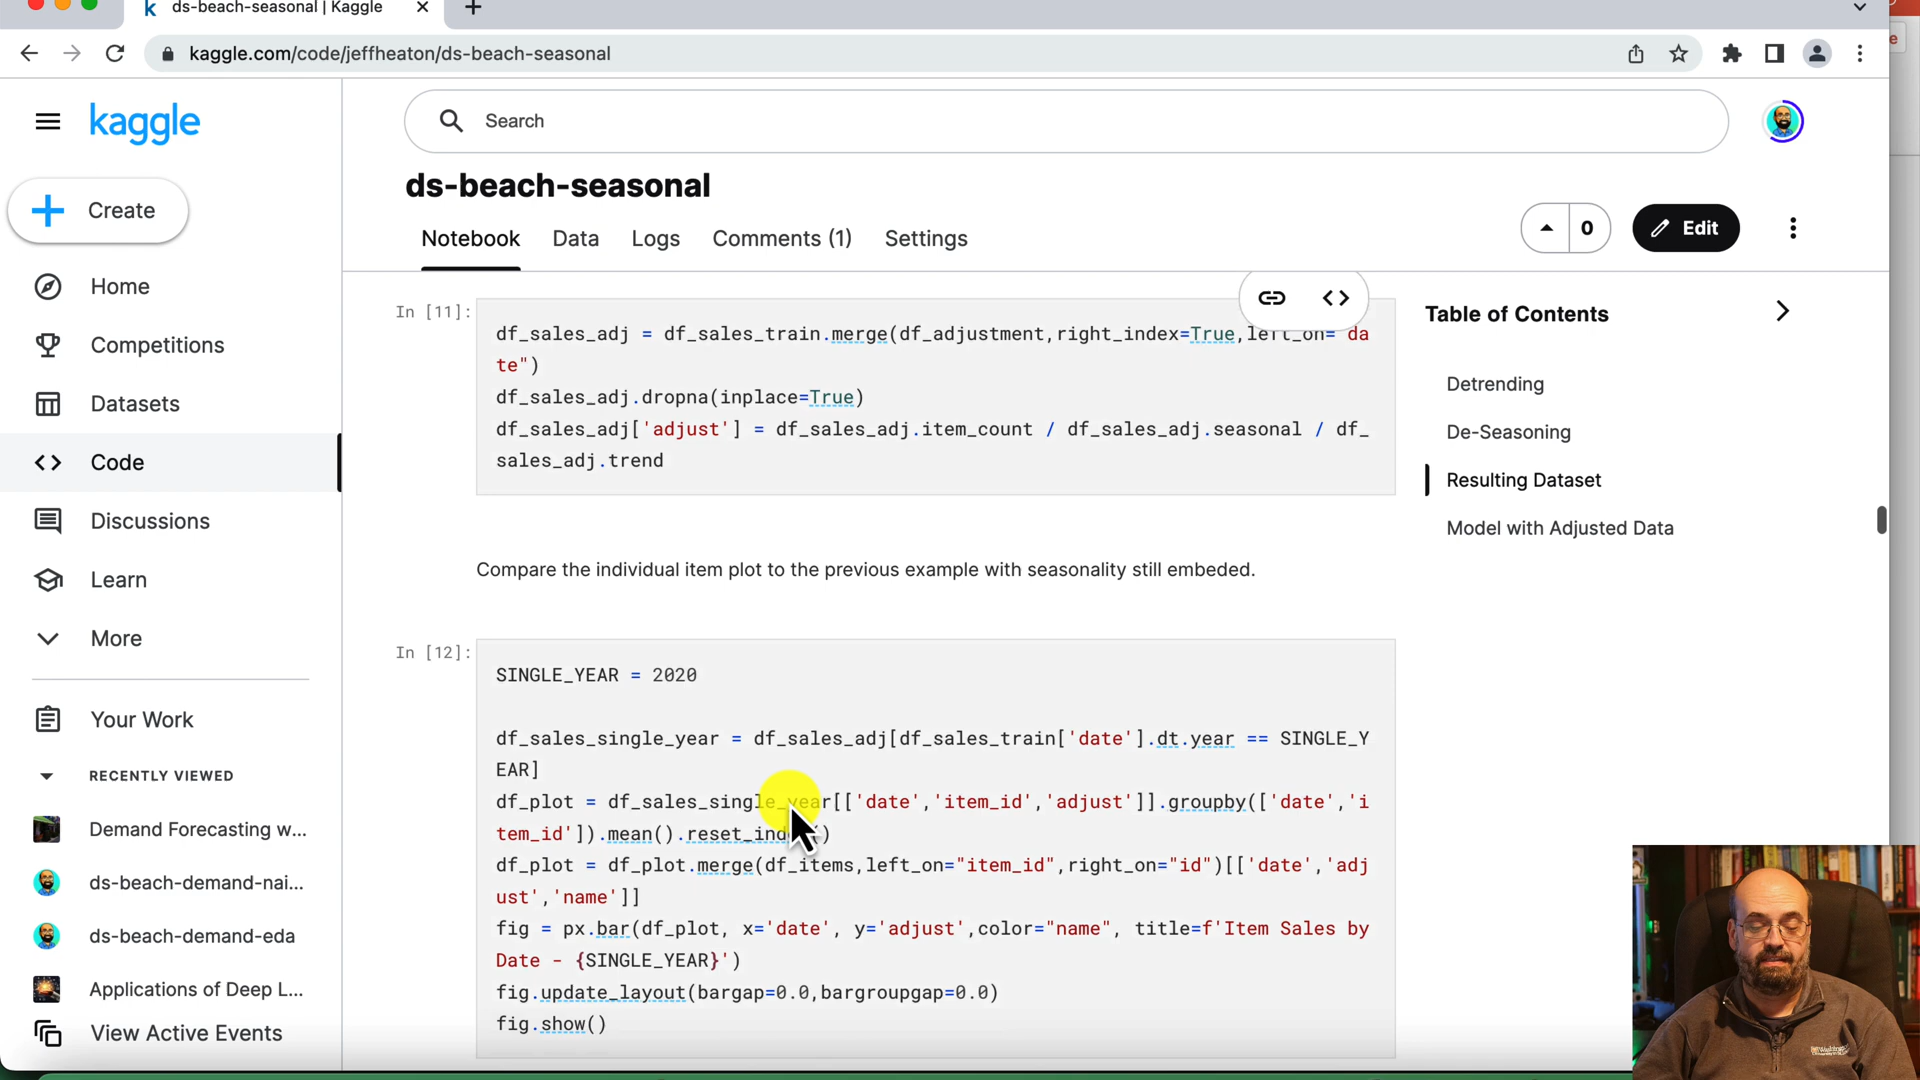 ds-beach-seasonal | Kaggle
kaggle.com/code/jeffheaton/ds-beach-seasonal
kaggle
Search
Create
Home
Competitions
Datasets
Code
Discussions
Learn
More
Your Work
RECENTLY VIEWED
Demand Forecasting w...
ds-beach-demand-nai...
ds-beach-demand-eda
Applications of Deep L...
View Active Events
ds-beach-seasonal
Notebook Data Logs Comments (1) Settings
0 Edit
In [11]:
df_sales_adj = df_sales_train.merge(df_adjustment,right_index=True,left_on="da
te")
df_sales_adj.dropna(inplace=True)
df_sales_adj['adjust'] = df_sales_adj.item_count / df_sales_adj.seasonal / df_
sales_adj.trend
Compare the individual item plot to the previous example with seasonality still embeded.
In [12]:
SINGLE_YEAR = 2020
df_sales_single_year = df_sales_adj[df_sales_train['date'].dt.year == SINGLE_Y
EAR]
df_plot = df_sales_single_year[['date','item_id','adjust']].groupby(['date','i
tem_id']).mean().reset_index()
df_plot = df_plot.merge(df_items,left_on="item_id",right_on="id")[['date','adj
ust','name']]
fig = px.bar(df_plot, x='date', y='adjust',color="name", title=f'Item Sales by
Date - {SINGLE_YEAR}')
fig.update_layout(bargap=0.0,bargroupgap=0.0)
fig.show()
Table of Contents
Detrending
De-Seasoning
Resulting Dataset
Model with Adjusted Data